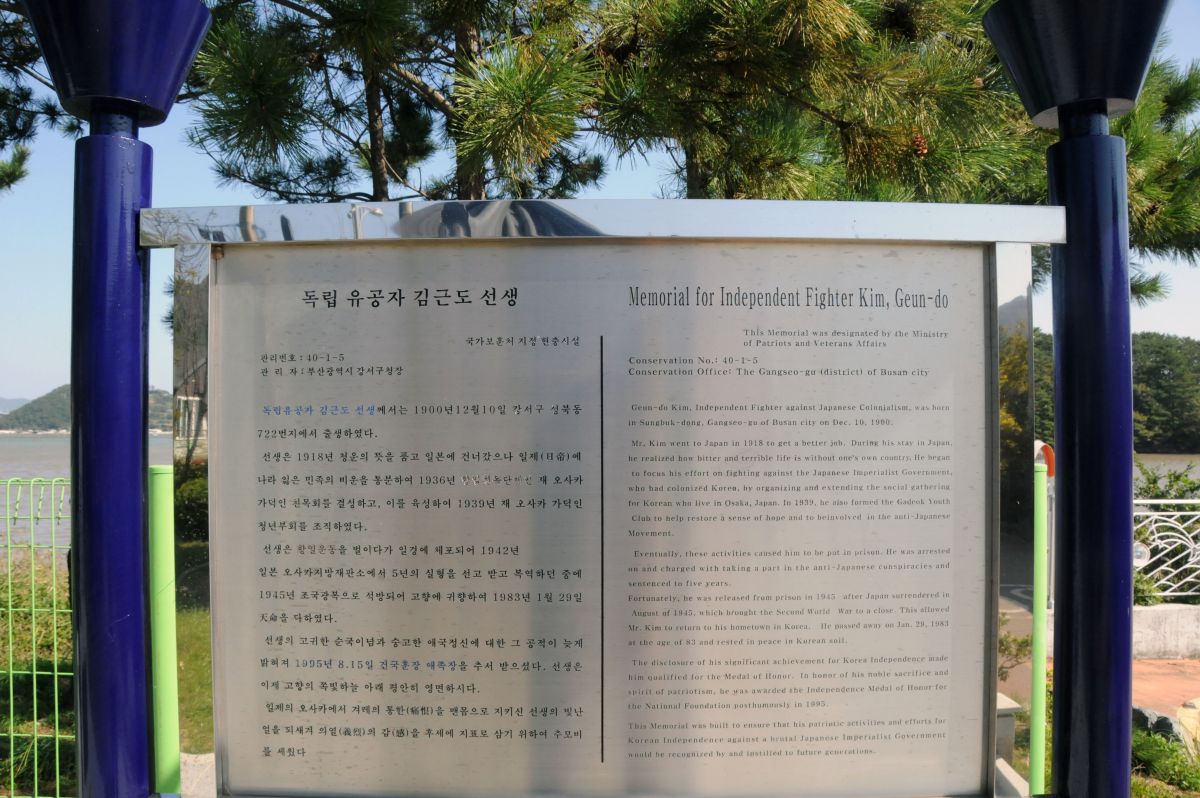 독립 유공자 김근도 선생
국가보훈처 지정 현충시설
관리번호 : 40-1-5
관 리 자 : 부산광역시 강서구청장
독립유공자 김근도 선생께서는 1900년12월10일 강서구 성북동
722번지에서 출생하였다.
선생은 1918년 청운의 뜻을 품고 일본에 건너갔으나 일제(日帝)에
나라 잃은 민족의 비운을 통분하여 1936년 재 오사카
가덕인 친목회를 결성하고, 이를 육성하여 1939년 재 오사카 가덕인
청년부회를 조직하였다.
선생은 항일운동을 벌이다가 일경에 체포되어 1942년
일본 오사카지방재판소에서 5년의 실형을 선고 받고 복역하던 중에
1945년 조국광복으로 석방되어 고향에 귀향하여 1983년 1월 29일
天命을 다하였다.
선생의 고귀한 순국이념과 숭고한 애국정신에 대한 그 공적이 늦게
밝혀져 1995년 8.15일 건국훈장 애족장을 추서 받으셨다. 선생은
이제 고향의 쪽빛하늘 아래 평안히 영면하시다.
일제의 오사카에서 겨레의 통한(痛恨)을 맨몸으로 지키신 선생의 빛난
얼을 되새겨 의열(義烈)의 감(感)을 후세에 지표로 삼기 위하여 추모비
를 세웠다
Memorial for Independent Fighter Kim, Geun-do
This Memorial was designated by the Ministry
of Patriots and Veterans Affairs
Conservation No.: 40-1-5
Conservation Office: The Gangseo-gu (district) of Busan city
Geun-do Kim, Independent Fighter against Japanese Colonialism, was born
in Sungbuk-dong, Gangseo-gu of Busan city on Dec. 10, 1900.
Mr. Kim went to Japan in 1918 to get a better job. During his stay in Japan,
he realized how bitter and terrible life is without one's own country. He began
to focus his effort on fighting against the Japanese Imperialist Government,
who had colonized Korea, by organizing and extending the social gathering
for Korean who live in Osaka, Japan. In 1939, he also formed the Gadeok Youth
Club to help restore a sense of hope and to beinvolved in the anti-Japanese
Movement.
Eventually, these activities caused him to be put in prison. He was arrested
on and charged with taking a part in the anti-Japanese conspiracies and
sentenced to five years.
Fortunately, he was released from prison in 1945 after Japan surrendered in
August of 1945, which brought the Second World War to a close. This allowed
Mr. Kim to return to his hometown in Korea. He passed away on Jan. 29, 1983
at the age of 83 and rested in peace in Korean soil.
The disclosure of his significant achievement for Korea Independence made
him qualified for the Medal of Honor. In honor of his noble sacrifice and
spirit of patriotism, he was awarded the Independence Medal of Honor for
the National Foundation posthumously in 1995.
This Memorial was built to ensure that his patriotic activities and efforts for
Korean Independence against a brutal Japanese Imperialist Government
would be recognized by and instilled to future generations.